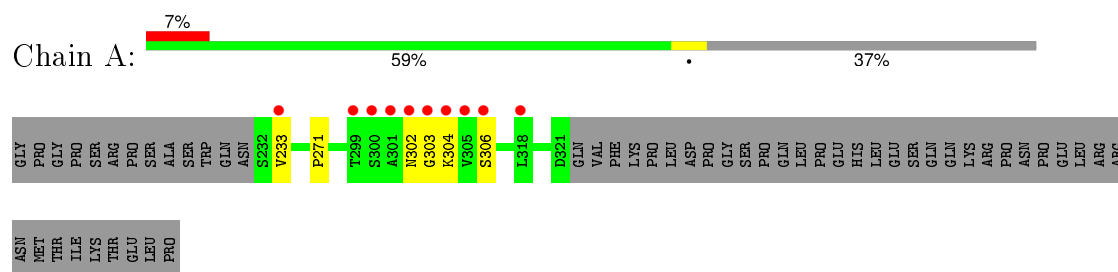 7%
Chain A:
59% • 37%
GLY PRO GLY PRO SER ARG PRO SER ALA SER TRP GLN ASN S232 V233 P271 T299 S300 A301 N302 G303 K304 V305 S306 L318 D321 GLN VAL PHE LYS PRO LEU ASP PRO GLY SER PRO GLN LEU PRO GLU HIS LEU GLU SER GLN GLN LYS ARG PRO ASN PRO GLU LEU ARG ARG
ASN MET THR ILE LYS THR GLU LEU PRO